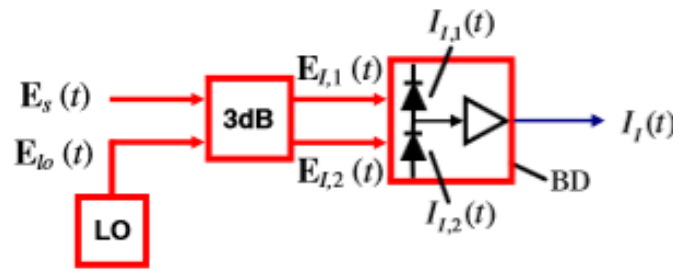 I_{I,1}(t)
E_s (t)
E_{I,1} (t)
3dB
E_{lo} (t)
E_{I,2} (t)
I_I(t)
BD
LO
I_{I,2}(t)